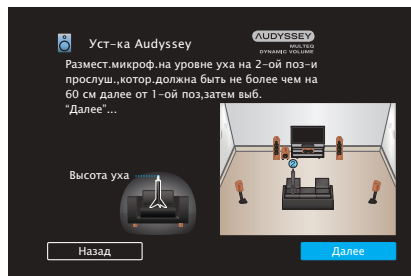 Уст-ка Audyssey
AUDYSSEY
MULTEQ
DYNAMIC VOLUME
Размест.микроф.на уровне уха на 2-ой поз-и
прослуш.,котор.должна быть не более чем на
60 см далее от 1-ой поз,затем выб.
“Далее”...
Высота уха
2
Назад
Далее